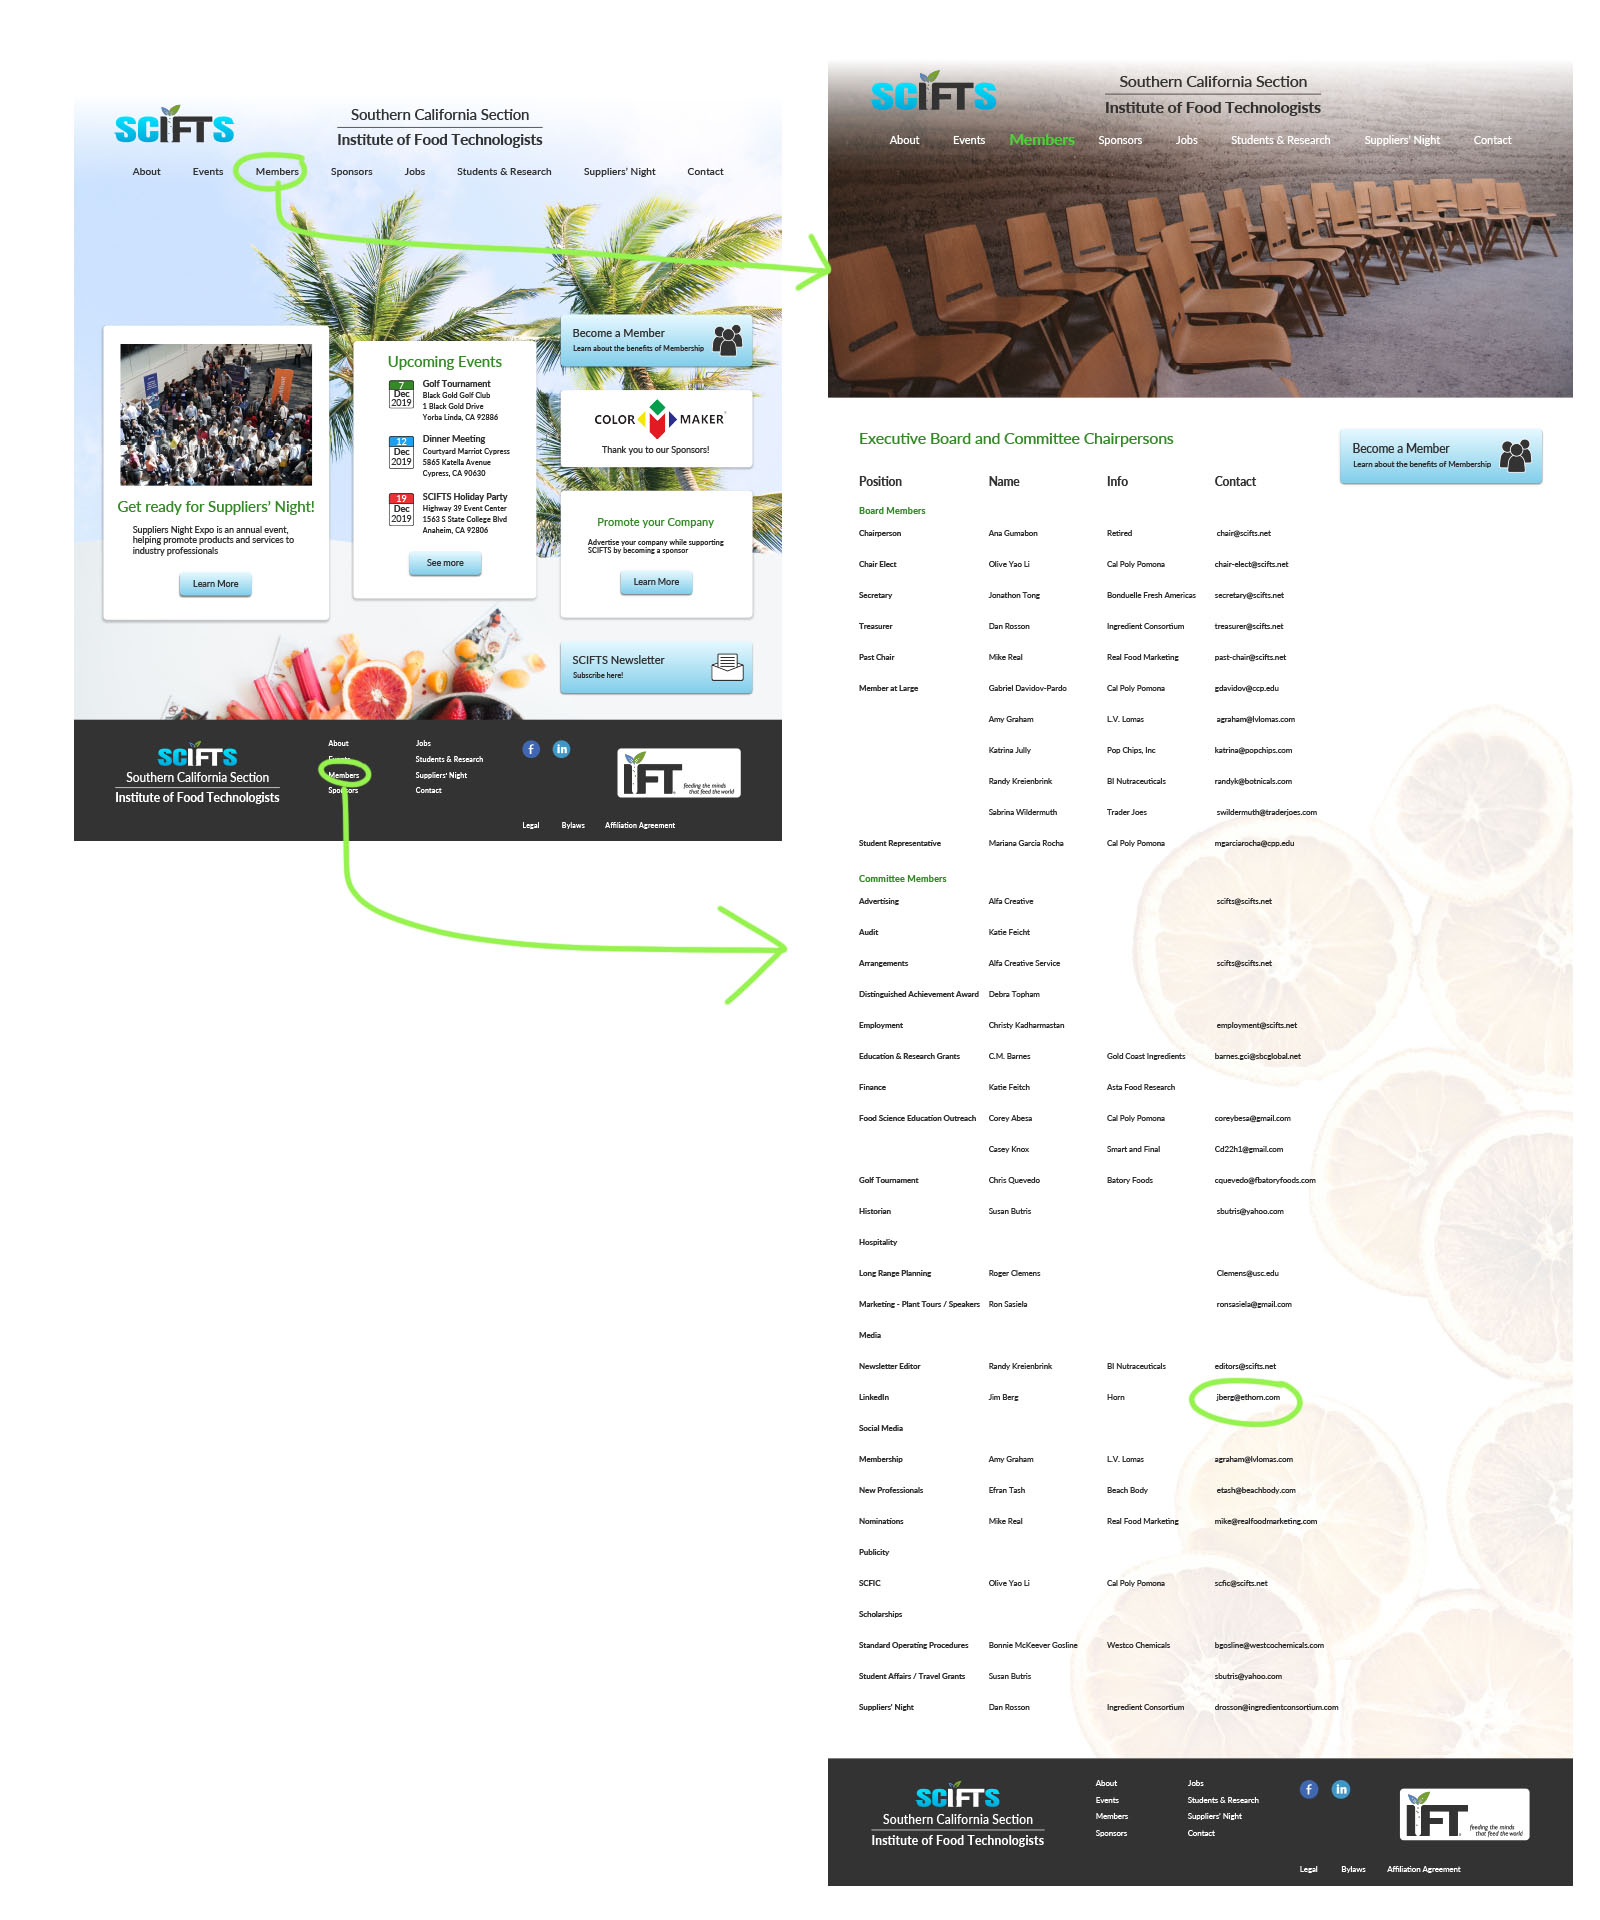 SCIFTS
Southern California Section
Institute of Food Technologists
About Events Members Sponsors Jobs Students & Research Suppliers' Night Contact
Get ready for Suppliers' Night!
Suppliers Night Expo is an annual event,
helping promote products and services to
industry professionals
Learn More
Upcoming Events
7
Dec
2019
Golf Tournament
Black Gold Golf Club
1 Black Gold Drive
Yorba Linda, CA 92886
12
Dec
2019
Dinner Meeting
Courtyard Marriot Cypress
5865 Katella Avenue
Cypress, CA 90630
19
Dec
2019
SCIFTS Holiday Party
Highway 39 Event Center
1563 S State College Blvd
Anaheim, CA 92806
See more
Become a Member
Learn about the benefits of Membership
COLOR MAKER
Thank you to our Sponsors!
Promote your Company
Advertise your company while supporting
SCIFTS by becoming a sponsor
Learn More
SCIFTS Newsletter
Subscribe here!
SCIFTS
Southern California Section
Institute of Food Technologists
About
Events
Members
Sponsors
Jobs
Students & Research
Suppliers' Night
Contact
f in
Legal Bylaws Affiliation Agreement
IFT
feeding the minds
that feed the world
SCIFTS
Southern California Section
Institute of Food Technologists
About Events Members Sponsors Jobs Students & Research Suppliers' Night Contact
Executive Board and Committee Chairpersons
Become a Member
Learn about the benefits of Membership
Position Name Info Contact
Board Members
Chairperson Ana Gumabon Retired chair@scifts.net
Chair Elect Olive Yao Li Cal Poly Pomona chair-elect@scifts.net
Secretary Jonathon Tong Bonduelle Fresh Americas secretary@scifts.net
Treasurer Dan Rosson Ingredient Consortium treasurer@scifts.net
Past Chair Mike Real Real Food Marketing past-chair@scifts.net
Member at Large Gabriel Davidov-Pardo Cal Poly Pomona gdavidov@ccp.edu
Amy Graham L.V. Lomas agraham@lvlomas.com
Katrina Jully Pop Chips, Inc katrina@popchips.com
Randy Kreienbrink BI Nutraceuticals randyk@botnicals.com
Sabrina Wildermuth Trader Joes swildermuth@traderjoes.com
Student Representative Mariana Garcia Rocha Cal Poly Pomona mgarciarocha@cpp.edu
Committee Members
Advertising Alfa Creative scifts@scifts.net
Audit Katie Feicht
Arrangements Alfa Creative Service scifts@scifts.net
Distinguished Achievement Award Debra Topham
Employment Christy Kadharmastan employment@scifts.net
Education & Research Grants C.M. Barnes Gold Coast Ingredients barnes.gci@sbcglobal.net
Finance Katie Feitch Asta Food Research
Food Science Education Outreach Corey Abesa Cal Poly Pomona coreybesa@gmail.com
Casey Knox Smart and Final Cd22h1@gmail.com
Golf Tournament Chris Quevedo Batory Foods cquevedo@fbatoryfoods.com
Historian Susan Butris sbutris@yahoo.com
Hospitality
Long Range Planning Roger Clemens Clemens@usc.edu
Marketing - Plant Tours / Speakers Ron Sasiela ronsasiela@gmail.com
Media
Newsletter Editor Randy Kreienbrink BI Nutraceuticals editors@scifts.net
LinkedIn Jim Berg Horn jberg@ethorn.com
Social Media
Membership Amy Graham L.V. Lomas agraham@lvlomas.com
New Professionals Efran Tash Beach Body etash@beachbody.com
Nominations Mike Real Real Food Marketing mike@realfoodmarketing.com
Publicity
SCFIC Olive Yao Li Cal Poly Pomona scfic@scifts.net
Scholarships
Standard Operating Procedures Bonnie McKeever Gosline Westco Chemicals bgosline@westcochemicals.com
Student Affairs / Travel Grants Susan Butris sbutris@yahoo.com
Suppliers' Night Dan Rosson Ingredient Consortium drosson@ingredientconsortium.com
SCIFTS
Southern California Section
Institute of Food Technologists
About
Events
Members
Sponsors
Jobs
Students & Research
Suppliers' Night
Contact
f in
Legal Bylaws Affiliation Agreement
IFT
feeding the minds
that feed the world